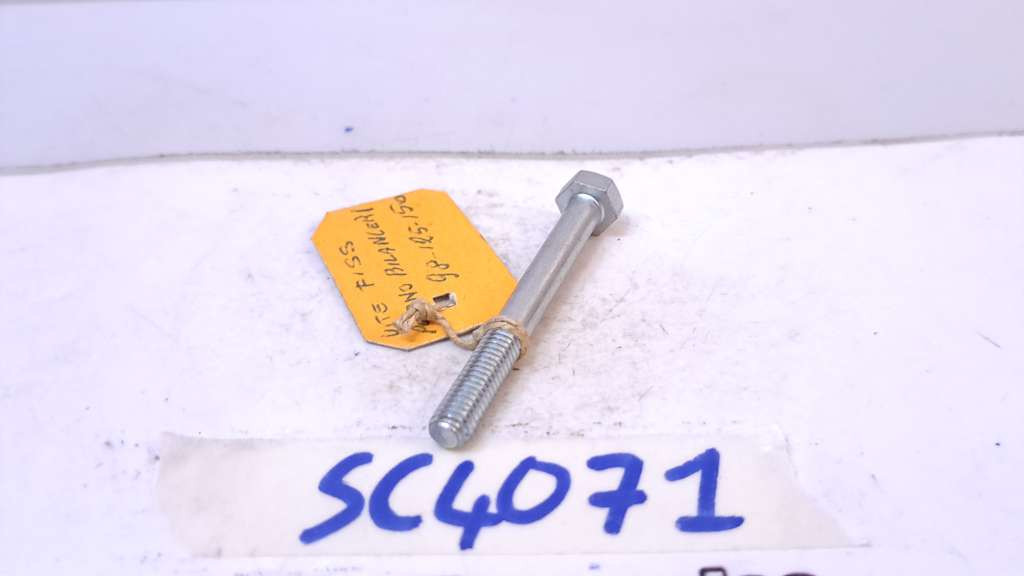 VITE FISS
BILANCIERI
98-125-150
SC4071